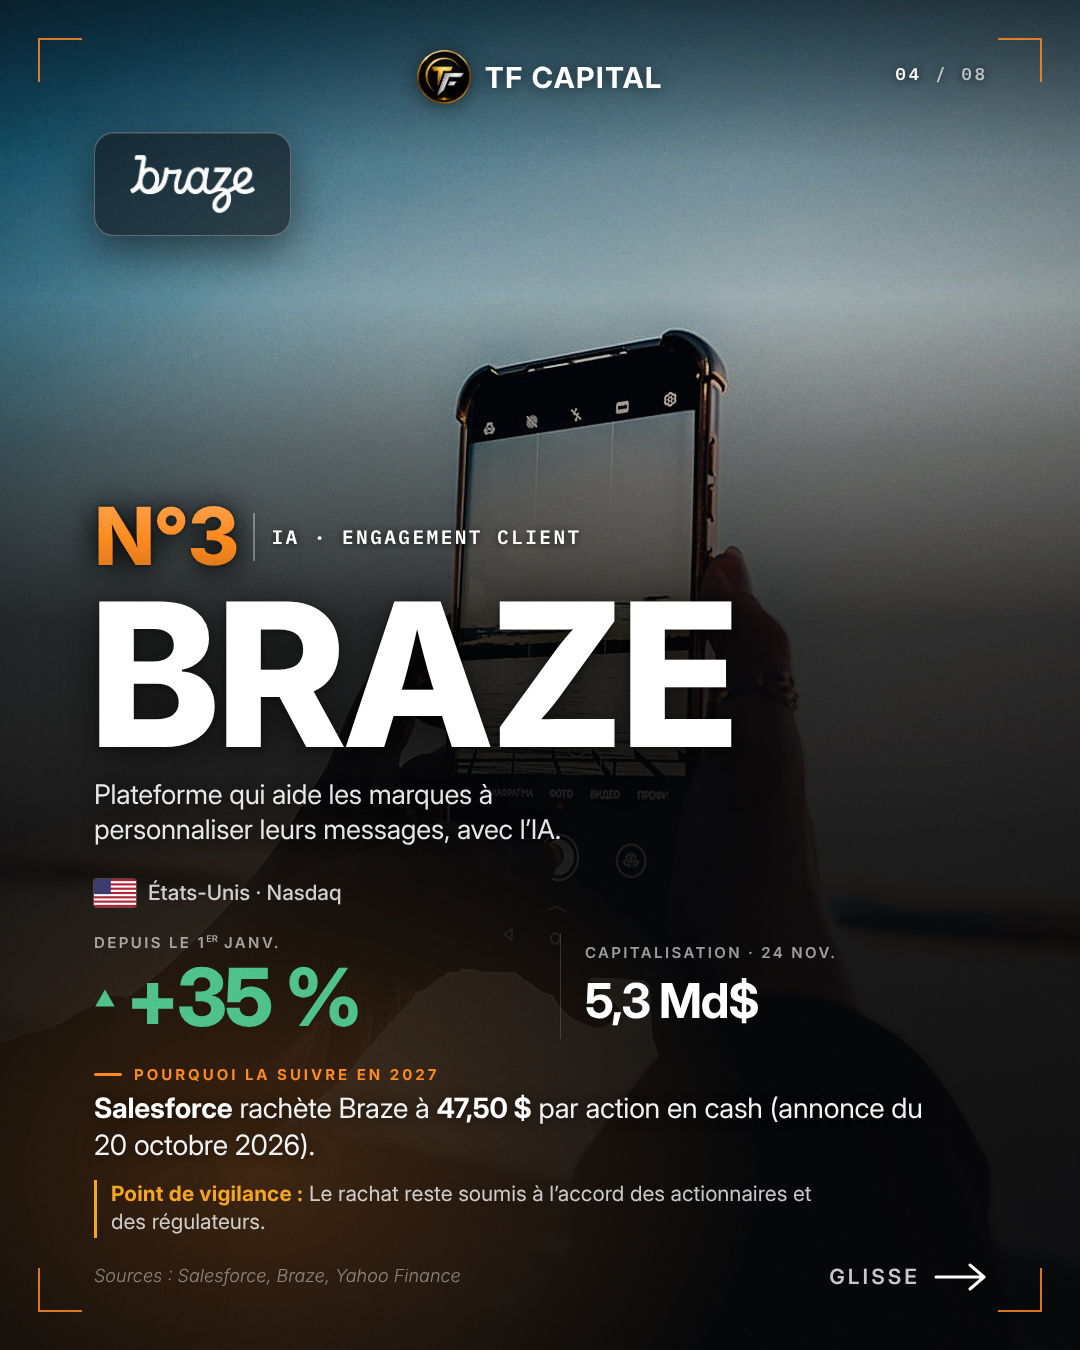 TF CAPITAL
04 / 08
braze
N°3
IA · ENGAGEMENT CLIENT
BRAZE
Plateforme qui aide les marques à
personnaliser leurs messages, avec l’IA.
ФОТО ВИДЕО
États-Unis · Nasdaq
DEPUIS LE 1ER JANV.
▲ +35 %
CAPITALISATION · 24 NOV.
5,3 Md$
POURQUOI LA SUIVRE EN 2027
Salesforce rachète Braze à 47,50 $ par action en cash (annonce du
20 octobre 2026).
Point de vigilance : Le rachat reste soumis à l’accord des actionnaires et
des régulateurs.
Sources : Salesforce, Braze, Yahoo Finance
GLISSE →